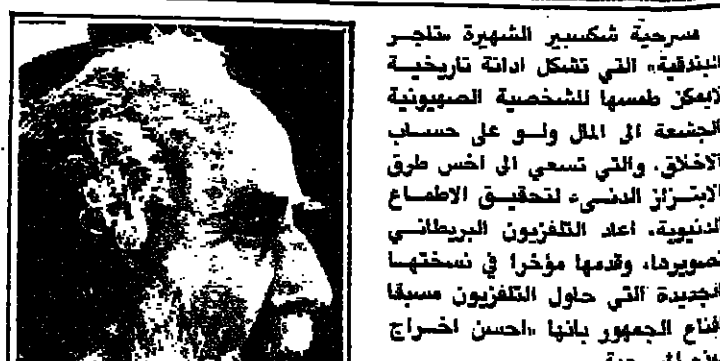 فسرحية شكسبير الشهيرة «تاجر
البندقية» التي تشكل ادانة تاريخية
لايمكن طمسها للشخصية الصهيونية
الجشعة الى المال ولو على حساب
الاخلاق، والتي تسعى الى اخس طرق
الابتزاز الدنيء لتحقيق الاطماع
الدنيوية، اعاد التلفزيون البريطاني
تصويرها، وقدمها مؤخرا في نسختها
الجديدة التي حاول التلفزيون مسبقا
اقناع الجمهور بانها «احسن اخراج